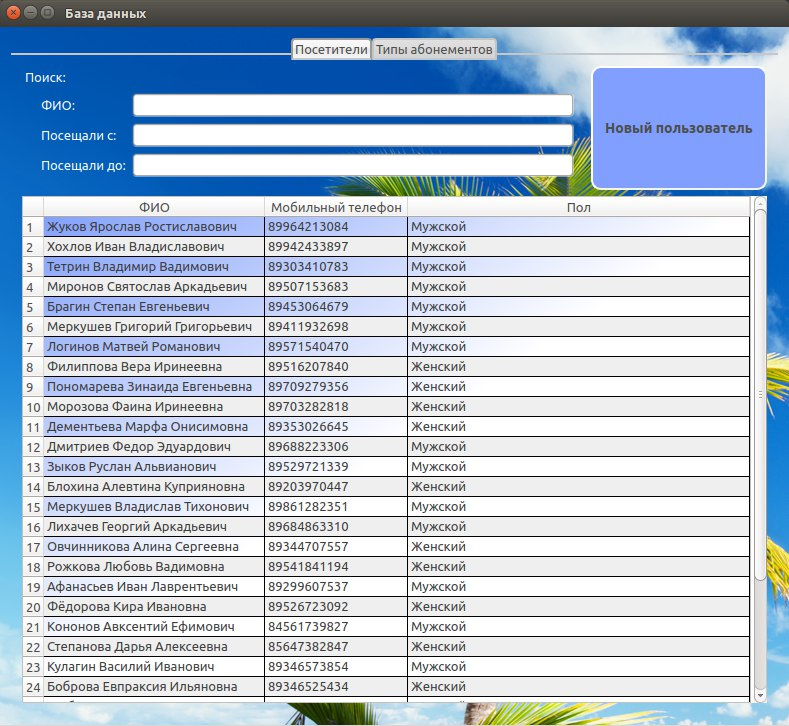 База данных
Посетители Типы абонементов
Поиск:
ФИО:
Посещали с:
Посещали до:
Новый пользователь
ФИО Мобильный телефон Пол
1 Жуков Ярослав Ростиславович 89964213084 Мужской
2 Хохлов Иван Владиславович 89942433897 Мужской
3 Тетрин Владимир Вадимович 89303410783 Мужской
4 Миронов Святослав Аркадьевич 89507153683 Мужской
5 Брагин Степан Евгеньевич 89453064679 Мужской
6 Меркушев Григорий Григорьевич 89411932698 Мужской
7 Логинов Матвей Романович 89571540470 Мужской
8 Филиппова Вера Иринеевна 89516207840 Женский
9 Пономарева Зинаида Евгеньевна 89709279356 Женский
10 Морозова Фаина Иринеевна 89703282818 Женский
11 Дементьева Марфа Онисимовна 89353026645 Женский
12 Дмитриев Федор Эдуардович 89688223306 Мужской
13 Зыков Руслан Альвианович 89529721339 Мужской
14 Блохина Алевтина Куприяновна 89203970447 Женский
15 Меркушев Владислав Тихонович 89861282351 Мужской
16 Лихачев Георгий Аркадьевич 89684863310 Мужской
17 Овчинникова Алина Сергеевна 89344707557 Женский
18 Рожкова Любовь Вадимовна 89541841194 Женский
19 Афанасьев Иван Лаврентьевич 89299607537 Мужской
20 Фёдорова Кира Ивановна 89526723092 Женский
21 Кононов Авксентий Ефимович 84561739827 Мужской
22 Степанова Дарья Алексеевна 85647382847 Женский
23 Кулагин Василий Иванович 89346573854 Мужской
24 Боброва Евпраксия Ильяновна 89346525434 Женский